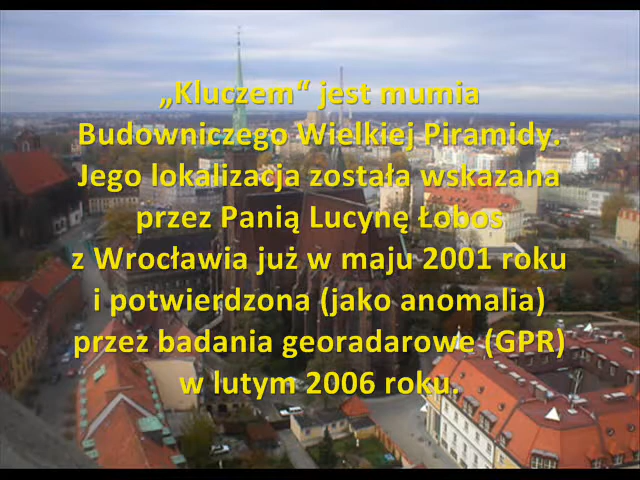 „Kluczem“ jest mumia
Budowniczego Wielkiej Piramidy.
Jego lokalizacja została wskazana
przez Panią Lucynę Łobos
z Wrocławia już w maju 2001 roku
i potwierdzona (jako anomalia)
przez badania georadarowe (GPR)
w lutym 2006 roku.